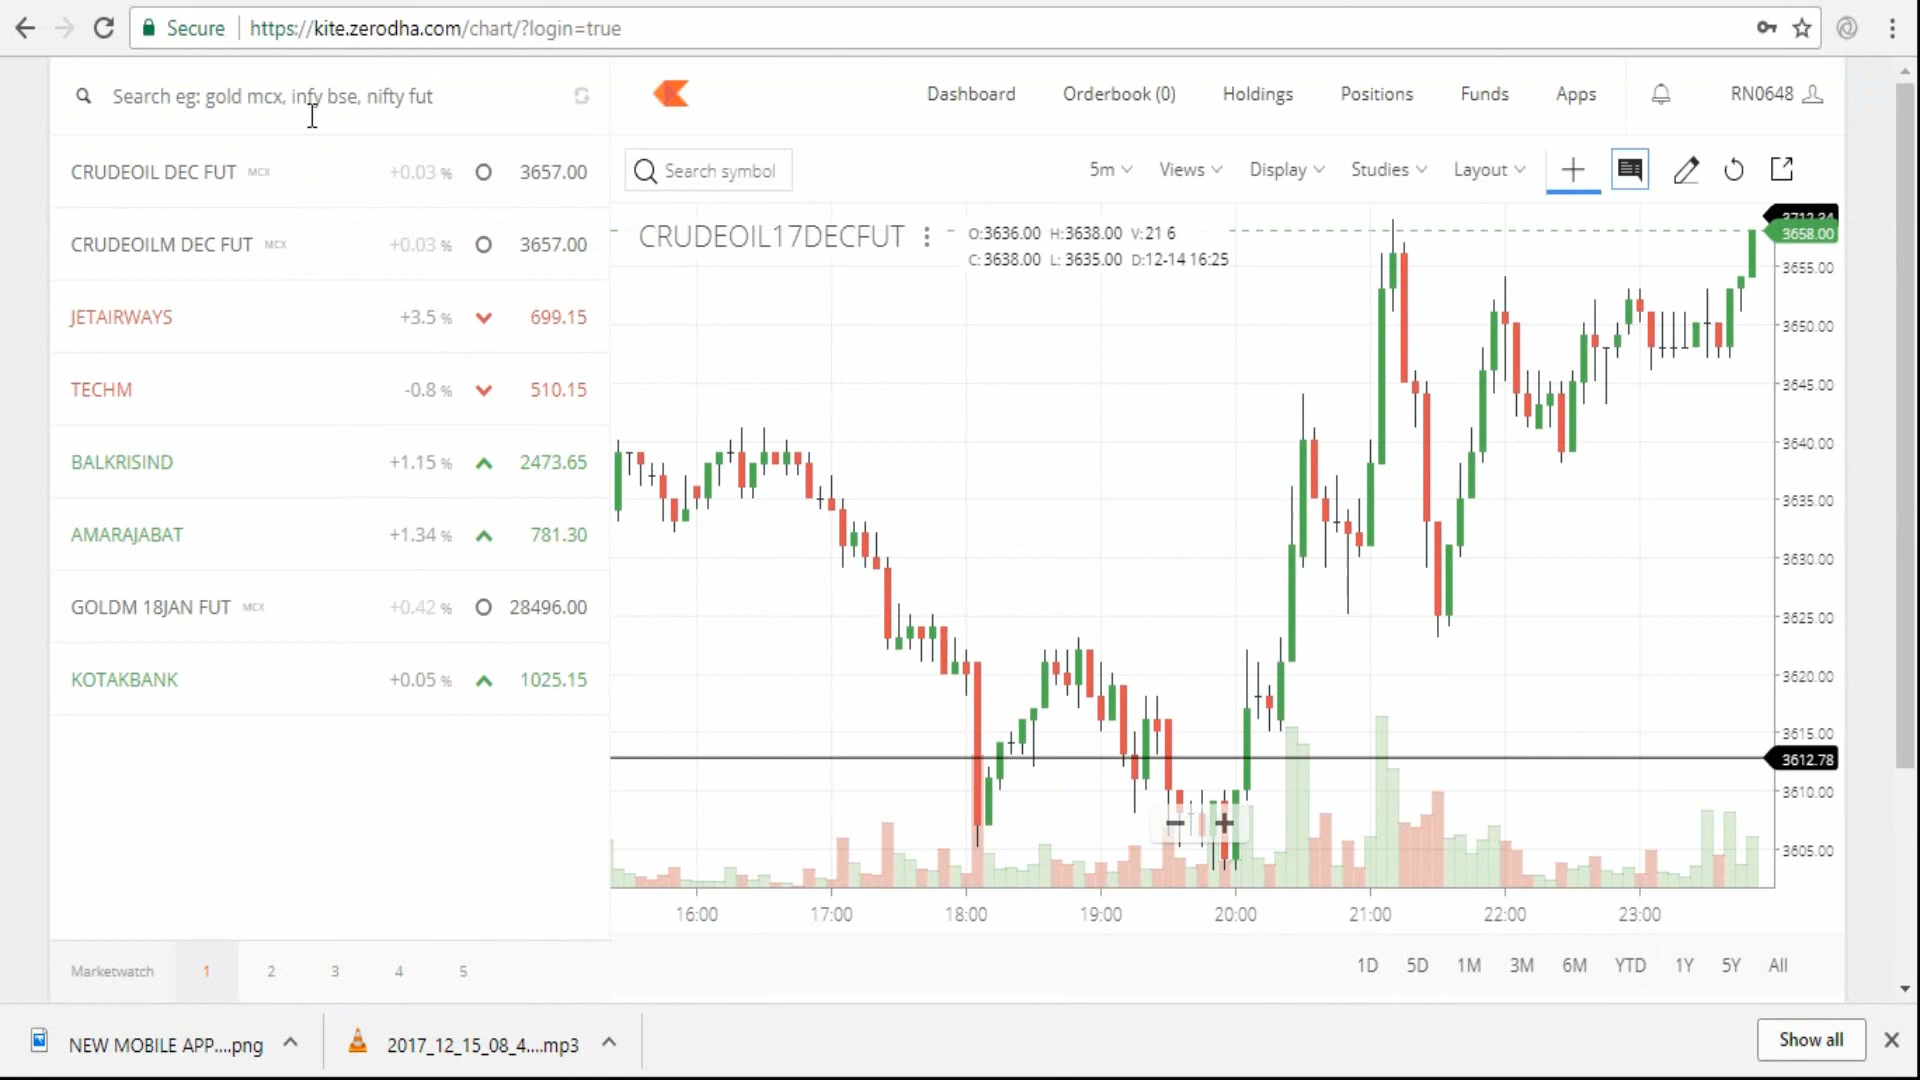 Secure https://kite.zerodha.com/chart/?login=true
Search eg: gold mcx, infy bse, nifty fut
Dashboard Orderbook (0) Holdings Positions Funds Apps RN0648
CRUDEOIL DEC FUT MCX +0.03 % 3657.00
CRUDEOILM DEC FUT MCX +0.03 % 3657.00
JETAIRWAYS +3.5 % 699.15
TECHM -0.8 % 510.15
BALKRISIND +1.15 % 2473.65
AMARAJABAT +1.34 % 781.30
GOLDM 18JAN FUT MCX +0.42 % 28496.00
KOTAKBANK +0.05 % 1025.15
Marketwatch 1 2 3 4 5
Search symbol 5m Views Display Studies Layout
CRUDEOIL17DECFUT
O:3636.00 H:3638.00 V:21 6
C: 3638.00 L: 3635.00 D:12-14 16:25
3658.00
3655.00
3650.00
3645.00
3640.00
3635.00
3630.00
3625.00
3620.00
3615.00
3612.78
3610.00
3605.00
16:00 17:00 18:00 19:00 20:00 21:00 22:00 23:00
1D 5D 1M 3M 6M YTD 1Y 5Y All
NEW MOBILE APP....png 2017_12_15_08_4....mp3 Show all